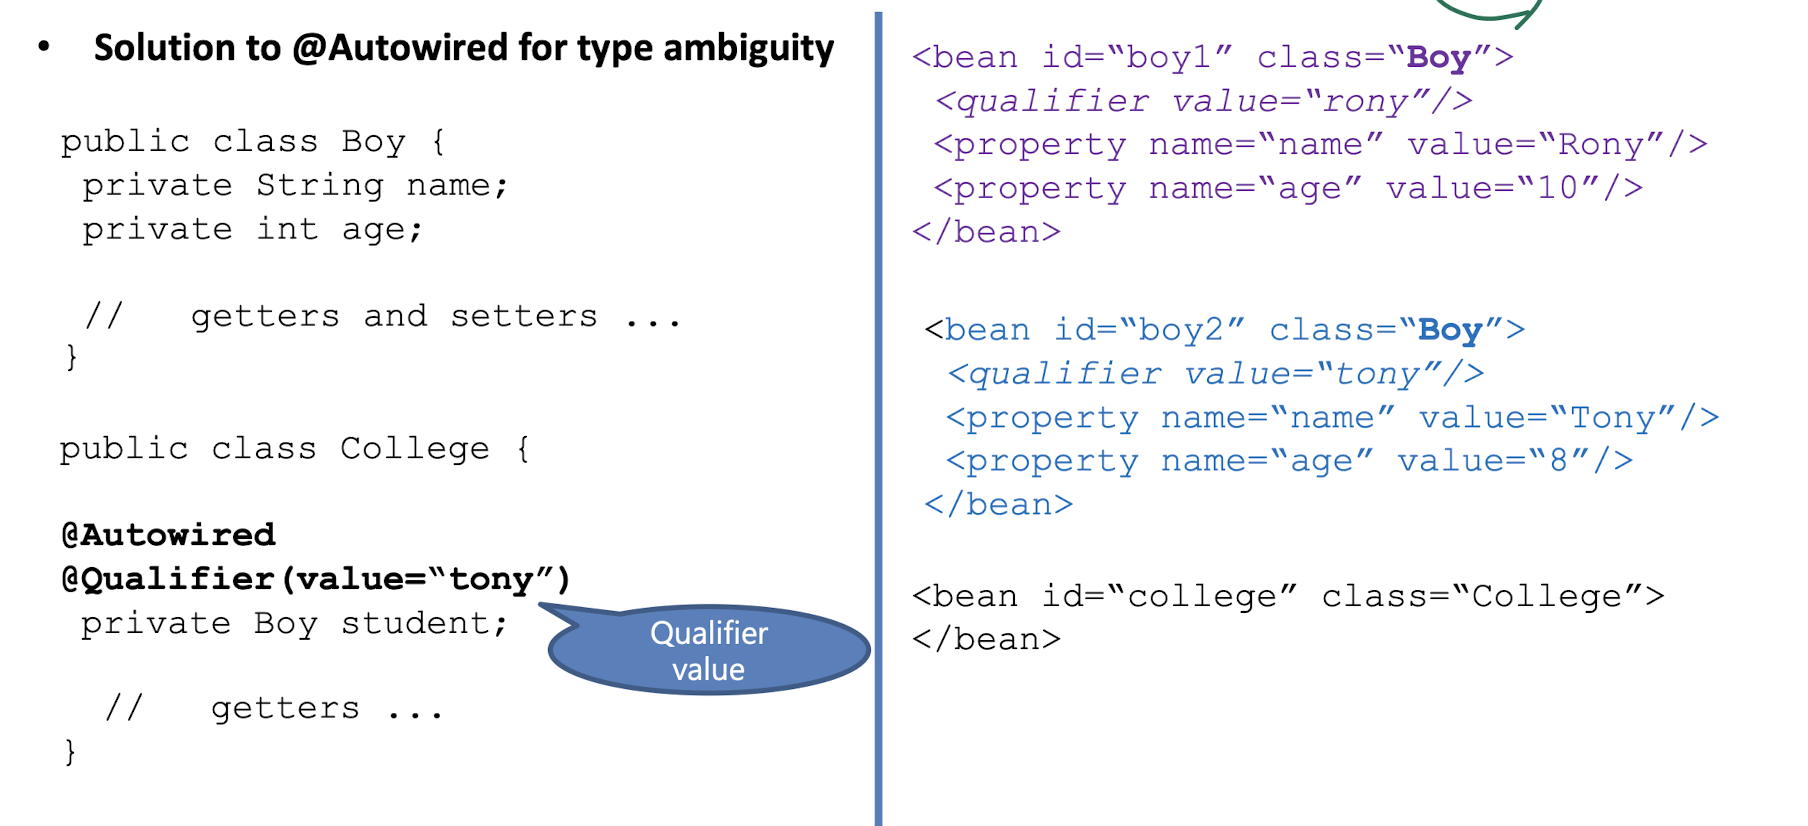 • Solution to @Autowired for type ambiguity
public class Boy {
private String name;
private int age;
// getters and setters ...
}
public class College {
@Autowired
@Qualifier(value=“tony”)
private Boy student;
Qualifier
value
// getters ...
}
<bean id=“boy1” class=“Boy”>
<qualifier value=“rony”/>
<property name=“name” value=“Rony”/>
<property name=“age” value=“10”/>
</bean>
<bean id=“boy2” class=“Boy”>
<qualifier value=“tony”/>
<property name=“name” value=“Tony”/>
<property name=“age” value=“8”/>
</bean>
<bean id=“college” class=“College”>
</bean>